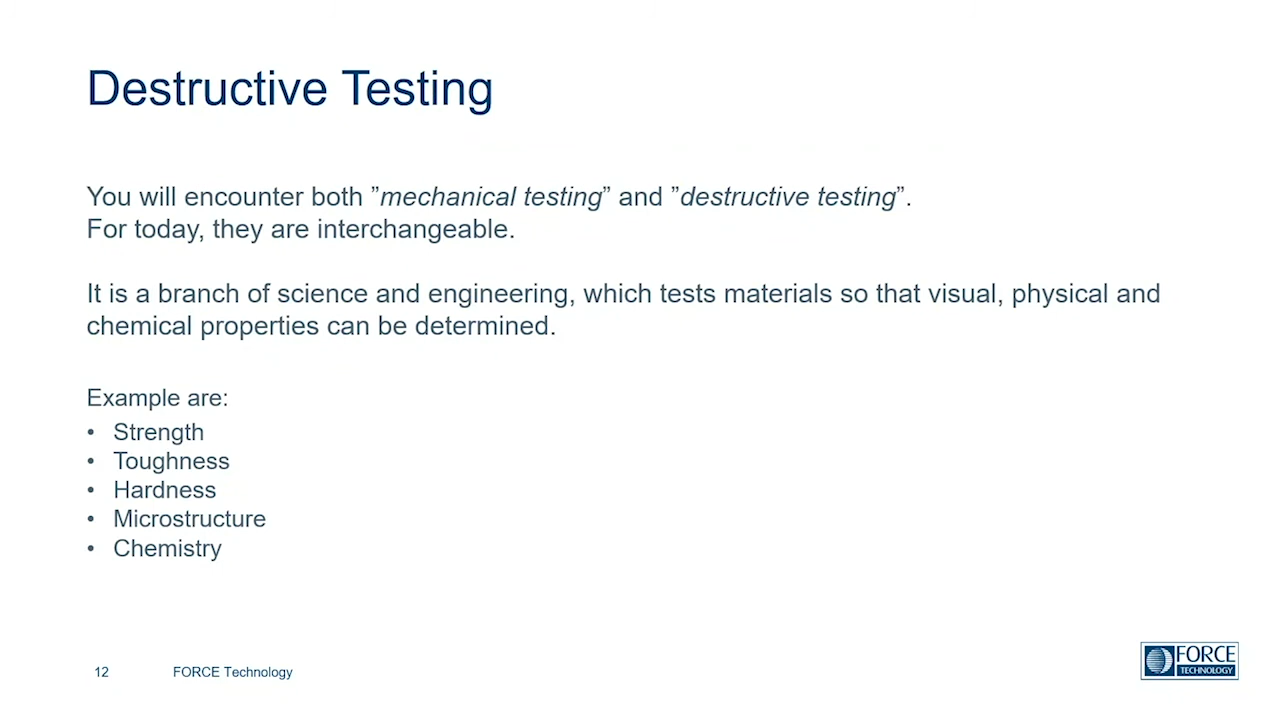 Destructive Testing
You will encounter both ”mechanical testing” and ”destructive testing”.
For today, they are interchangeable.
It is a branch of science and engineering, which tests materials so that visual, physical and
chemical properties can be determined.
Example are:
• Strength
• Toughness
• Hardness
• Microstructure
• Chemistry
12 FORCE Technology
FORCE
TECHNOLOGY